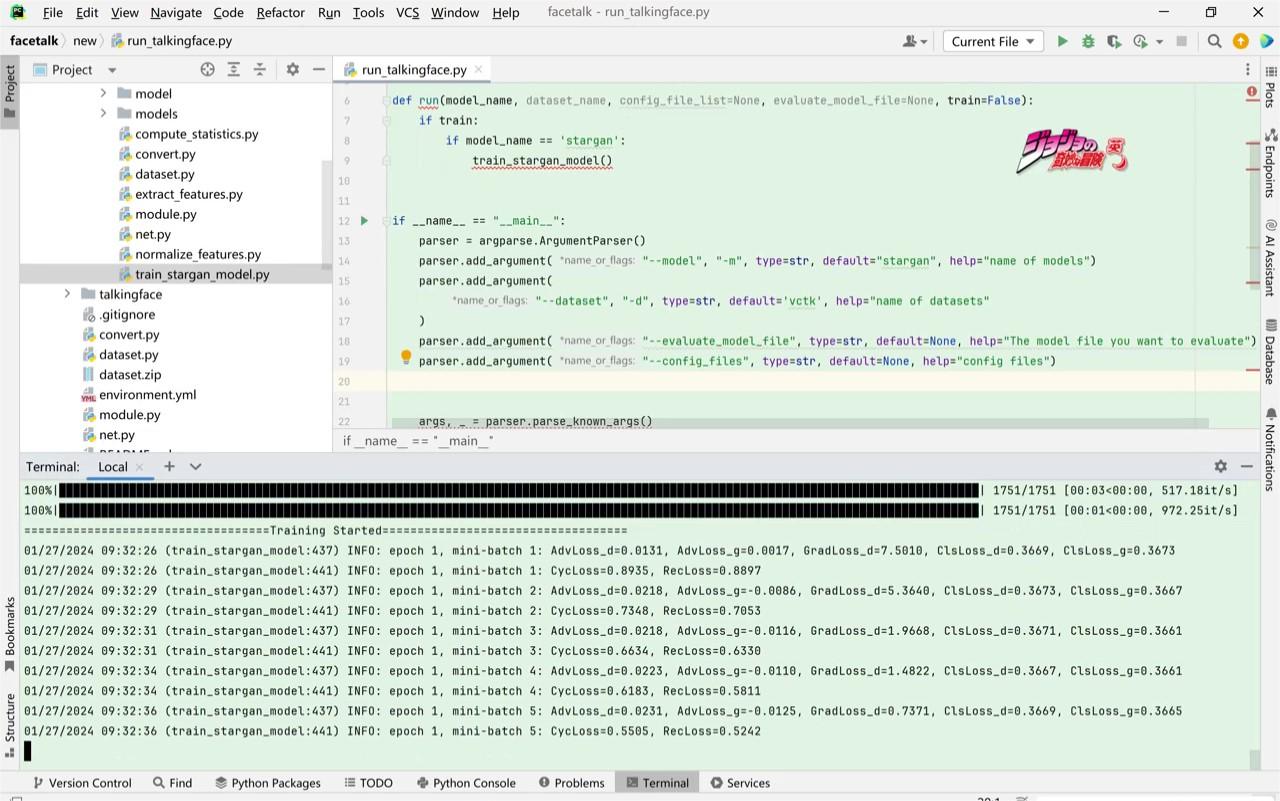 File Edit View Navigate Code Refactor Run Tools VCS Window Help facetalk - run_talkingface.py
facetalk new run_talkingface.py Current File
Project
Project
run_talkingface.py
model
models
compute_statistics.py
convert.py
dataset.py
extract_features.py
module.py
net.py
normalize_features.py
train_stargan_model.py
talkingface
.gitignore
convert.py
dataset.py
dataset.zip
environment.yml
module.py
net.py
6 def run(model_name, dataset_name, config_file_list=None, evaluate_model_file=None, train=False):
7 if train:
8 if model_name == 'stargan':
9 train_stargan_model()
10
11
12 if __name__ == "__main__":
13 parser = argparse.ArgumentParser()
14 parser.add_argument( *name_or_flags: "--model", "-m", type=str, default="stargan", help="name of models")
15 parser.add_argument(
16 *name_or_flags: "--dataset", "-d", type=str, default='vctk', help="name of datasets"
17 )
18 parser.add_argument( *name_or_flags: "--evaluate_model_file", type=str, default=None, help="The model file you want to evaluate")
19 parser.add_argument( *name_or_flags: "--config_files", type=str, default=None, help="config files")
20
21
22 args, _ = parser.parse_known_args()
if __name__ == "__main__"
ジョジョの
奇妙な冒険
英
Plots
Endpoints
AI Assistant
Database
Notifications
Terminal: Local
100%| | 1751/1751 [00:03<00:00, 517.18it/s]
100%| | 1751/1751 [00:01<00:00, 972.25it/s]
===================================Training Started===================================
01/27/2024 09:32:26 (train_stargan_model:437) INFO: epoch 1, mini-batch 1: AdvLoss_d=0.0131, AdvLoss_g=0.0017, GradLoss_d=7.5010, ClsLoss_d=0.3669, ClsLoss_g=0.3673
01/27/2024 09:32:26 (train_stargan_model:441) INFO: epoch 1, mini-batch 1: CycLoss=0.8935, RecLoss=0.8897
01/27/2024 09:32:29 (train_stargan_model:437) INFO: epoch 1, mini-batch 2: AdvLoss_d=0.0218, AdvLoss_g=-0.0086, GradLoss_d=5.3640, ClsLoss_d=0.3673, ClsLoss_g=0.3667
01/27/2024 09:32:29 (train_stargan_model:441) INFO: epoch 1, mini-batch 2: CycLoss=0.7348, RecLoss=0.7053
01/27/2024 09:32:31 (train_stargan_model:437) INFO: epoch 1, mini-batch 3: AdvLoss_d=0.0218, AdvLoss_g=-0.0116, GradLoss_d=1.9668, ClsLoss_d=0.3671, ClsLoss_g=0.3661
01/27/2024 09:32:31 (train_stargan_model:441) INFO: epoch 1, mini-batch 3: CycLoss=0.6634, RecLoss=0.6330
01/27/2024 09:32:34 (train_stargan_model:437) INFO: epoch 1, mini-batch 4: AdvLoss_d=0.0223, AdvLoss_g=-0.0110, GradLoss_d=1.4822, ClsLoss_d=0.3667, ClsLoss_g=0.3661
01/27/2024 09:32:34 (train_stargan_model:441) INFO: epoch 1, mini-batch 4: CycLoss=0.6183, RecLoss=0.5811
01/27/2024 09:32:36 (train_stargan_model:437) INFO: epoch 1, mini-batch 5: AdvLoss_d=0.0231, AdvLoss_g=-0.0125, GradLoss_d=0.7371, ClsLoss_d=0.3669, ClsLoss_g=0.3665
01/27/2024 09:32:36 (train_stargan_model:441) INFO: epoch 1, mini-batch 5: CycLoss=0.5505, RecLoss=0.5242
Bookmarks
Structure
Version Control Find Python Packages TODO Python Console Problems Terminal Services